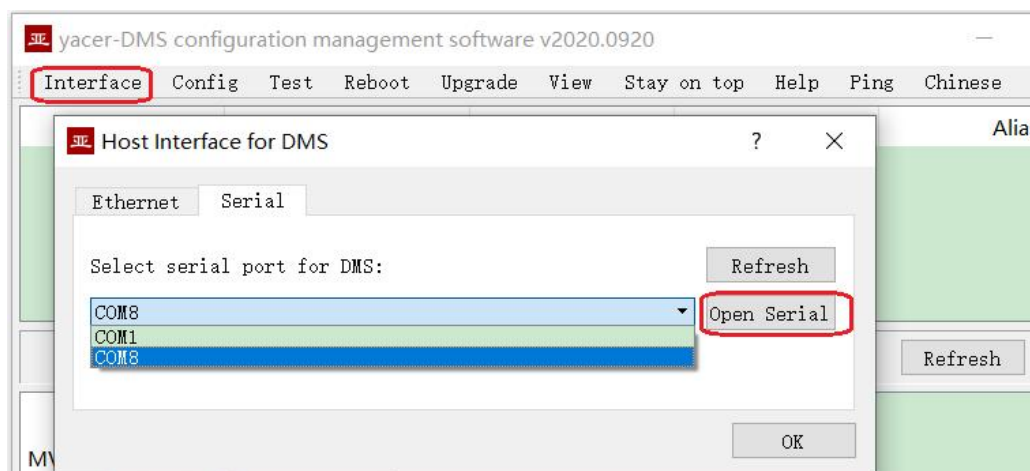 亚 yacer-DMS configuration management software v2020.0920
Interface Config Test Reboot Upgrade View Stay on top Help Ping Chinese
Alia
亚 Host Interface for DMS ?
Ethernet Serial
Select serial port for DMS: Refresh
COM8 Open Serial
COM1
COM8
Refresh
OK
MV